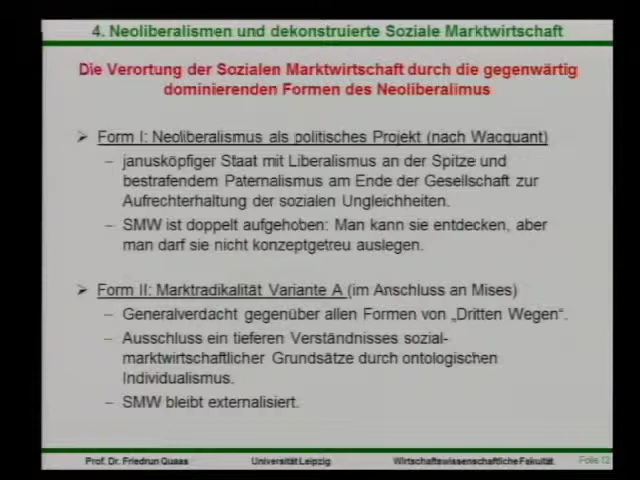 4. Neoliberalismen und dekonstruierte Soziale Marktwirtschaft
Die Verortung der Sozialen Marktwirtschaft durch die gegenwärtig
dominierenden Formen des Neoliberalimus
➢ Form I: Neoliberalismus als politisches Projekt (nach Wacquant)
– janusköpfiger Staat mit Liberalismus an der Spitze und
bestrafendem Paternalismus am Ende der Gesellschaft zur
Aufrechterhaltung der sozialen Ungleichheiten.
– SMW ist doppelt aufgehoben: Man kann sie entdecken, aber
man darf sie nicht konzeptgetreu auslegen.
➢ Form II: Marktradikalität Variante A (im Anschluss an Mises)
– Generalverdacht gegenüber allen Formen von „Dritten Wegen“.
– Ausschluss ein tieferen Verständnisses sozial-
marktwirtschaftlicher Grundsätze durch ontologischen
Individualismus.
– SMW bleibt externalisiert.
Prof. Dr. Friedrun Quaas Universität Leipzig Wirtschaftswissenschaftliche Fakultät Folie 12